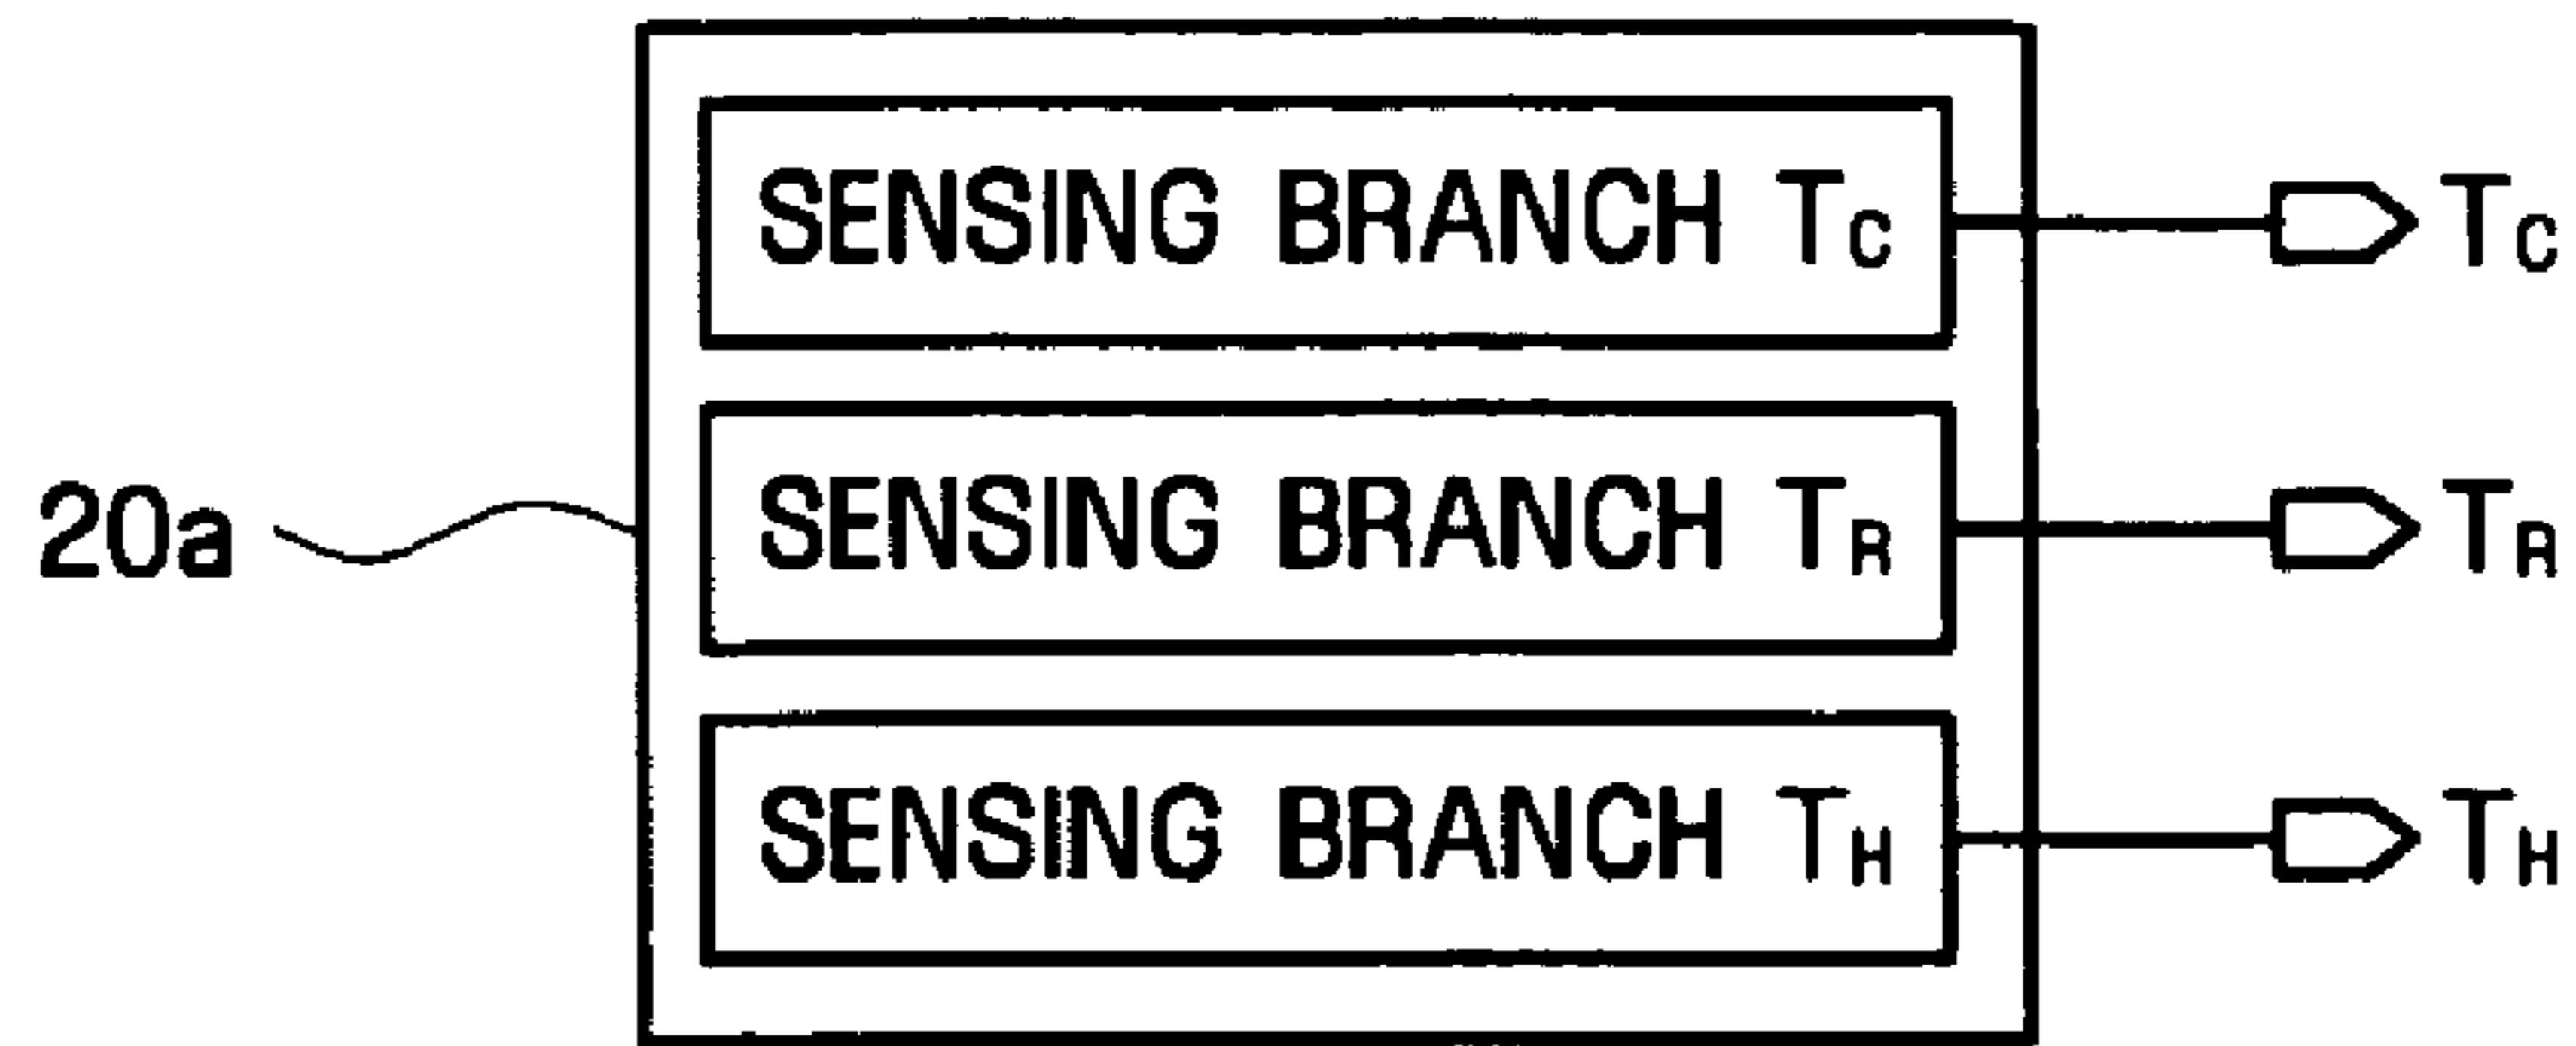 SENSING BRANCH TC
TC
20a
SENSING BRANCH TR
TR
SENSING BRANCH TH
TH